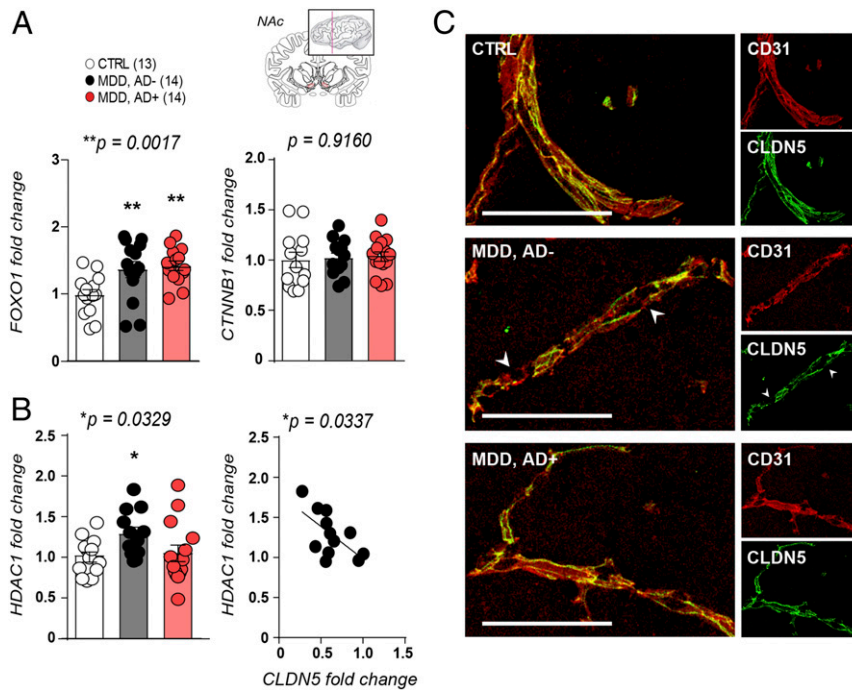 A
NAc
CTRL (13)
MDD, AD- (14)
MDD, AD+ (14)
**p = 0.0017
FOXO1 fold change
3
2
1
0
**
**
p = 0.9160
CTNNB1 fold change
2.0
1.5
1.0
0.5
0
B
*p = 0.0329
HDAC1 fold change
2.5
2.0
1.5
1.0
0.5
0
*
*p = 0.0337
HDAC1 fold change
2.5
2.0
1.5
1.0
0.5
0
0
0.5
1.0
1.5
CLDN5 fold change
C
CTRL
CD31
CLDN5
MDD, AD-
CD31
CLDN5
MDD, AD+
CD31
CLDN5